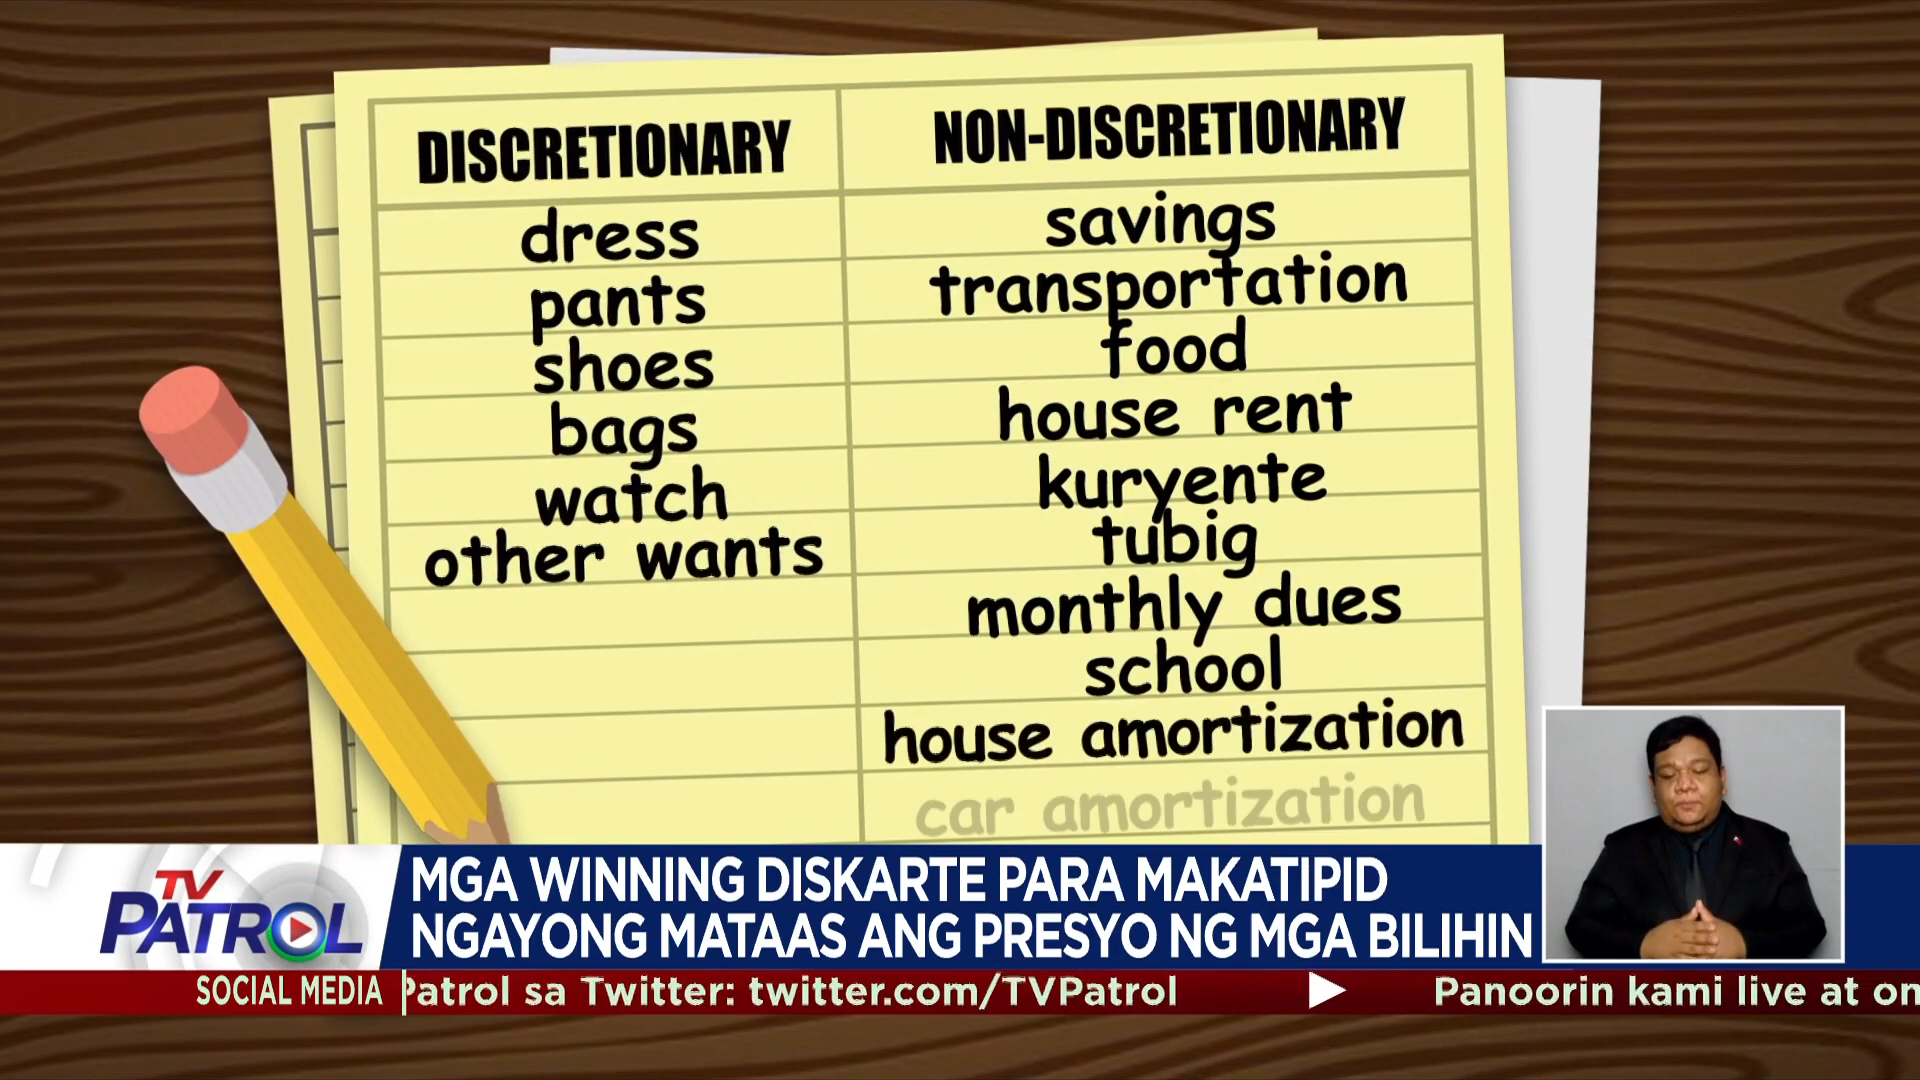 DISCRETIONARY
dress
pants
shoes
bags
watch
other wants
NON-DISCRETIONARY
savings
transportation
food
house rent
kuryente
tubig
monthly dues
school
house amortization
car amortization
TV PATROL
MGA WINNING DISKARTE PARA MAKATIPID
NGAYONG MATAAS ANG PRESYO NG MGA BILIHIN
SOCIAL MEDIA
Patrol sa Twitter: twitter.com/TVPatrol Panoorin kami live at on